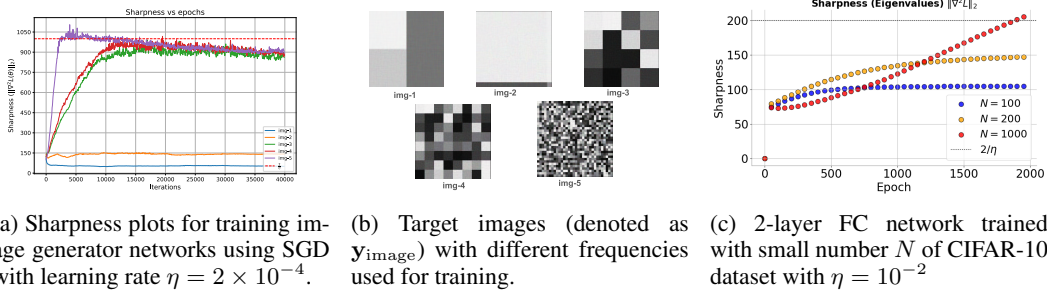 Sharpness vs epochs
Sharpness (‖∇²L(θ)‖₂)
1050
900
750
600
450
300
150
0
0 5000 10000 15000 20000 25000 30000 35000 40000
Iterations
img-1
img-2
img-3
img-4
img-5
img-1
img-2
img-3
img-4
img-5
Sharpness (Eigenvalues) ‖∇²L‖₂
Sharpness
200
150
100
50
0
N = 100
N = 200
N = 1000
2/η
0 500 1000 1500 2000
Epoch
a) Sharpness plots for training im-
age generator networks using SGD
with learning rate η = 2 × 10⁻⁴.
(b) Target images (denoted as
y_image) with different frequencies
used for training.
(c) 2-layer FC network trained
with small number N of CIFAR-10
dataset with η = 10⁻²